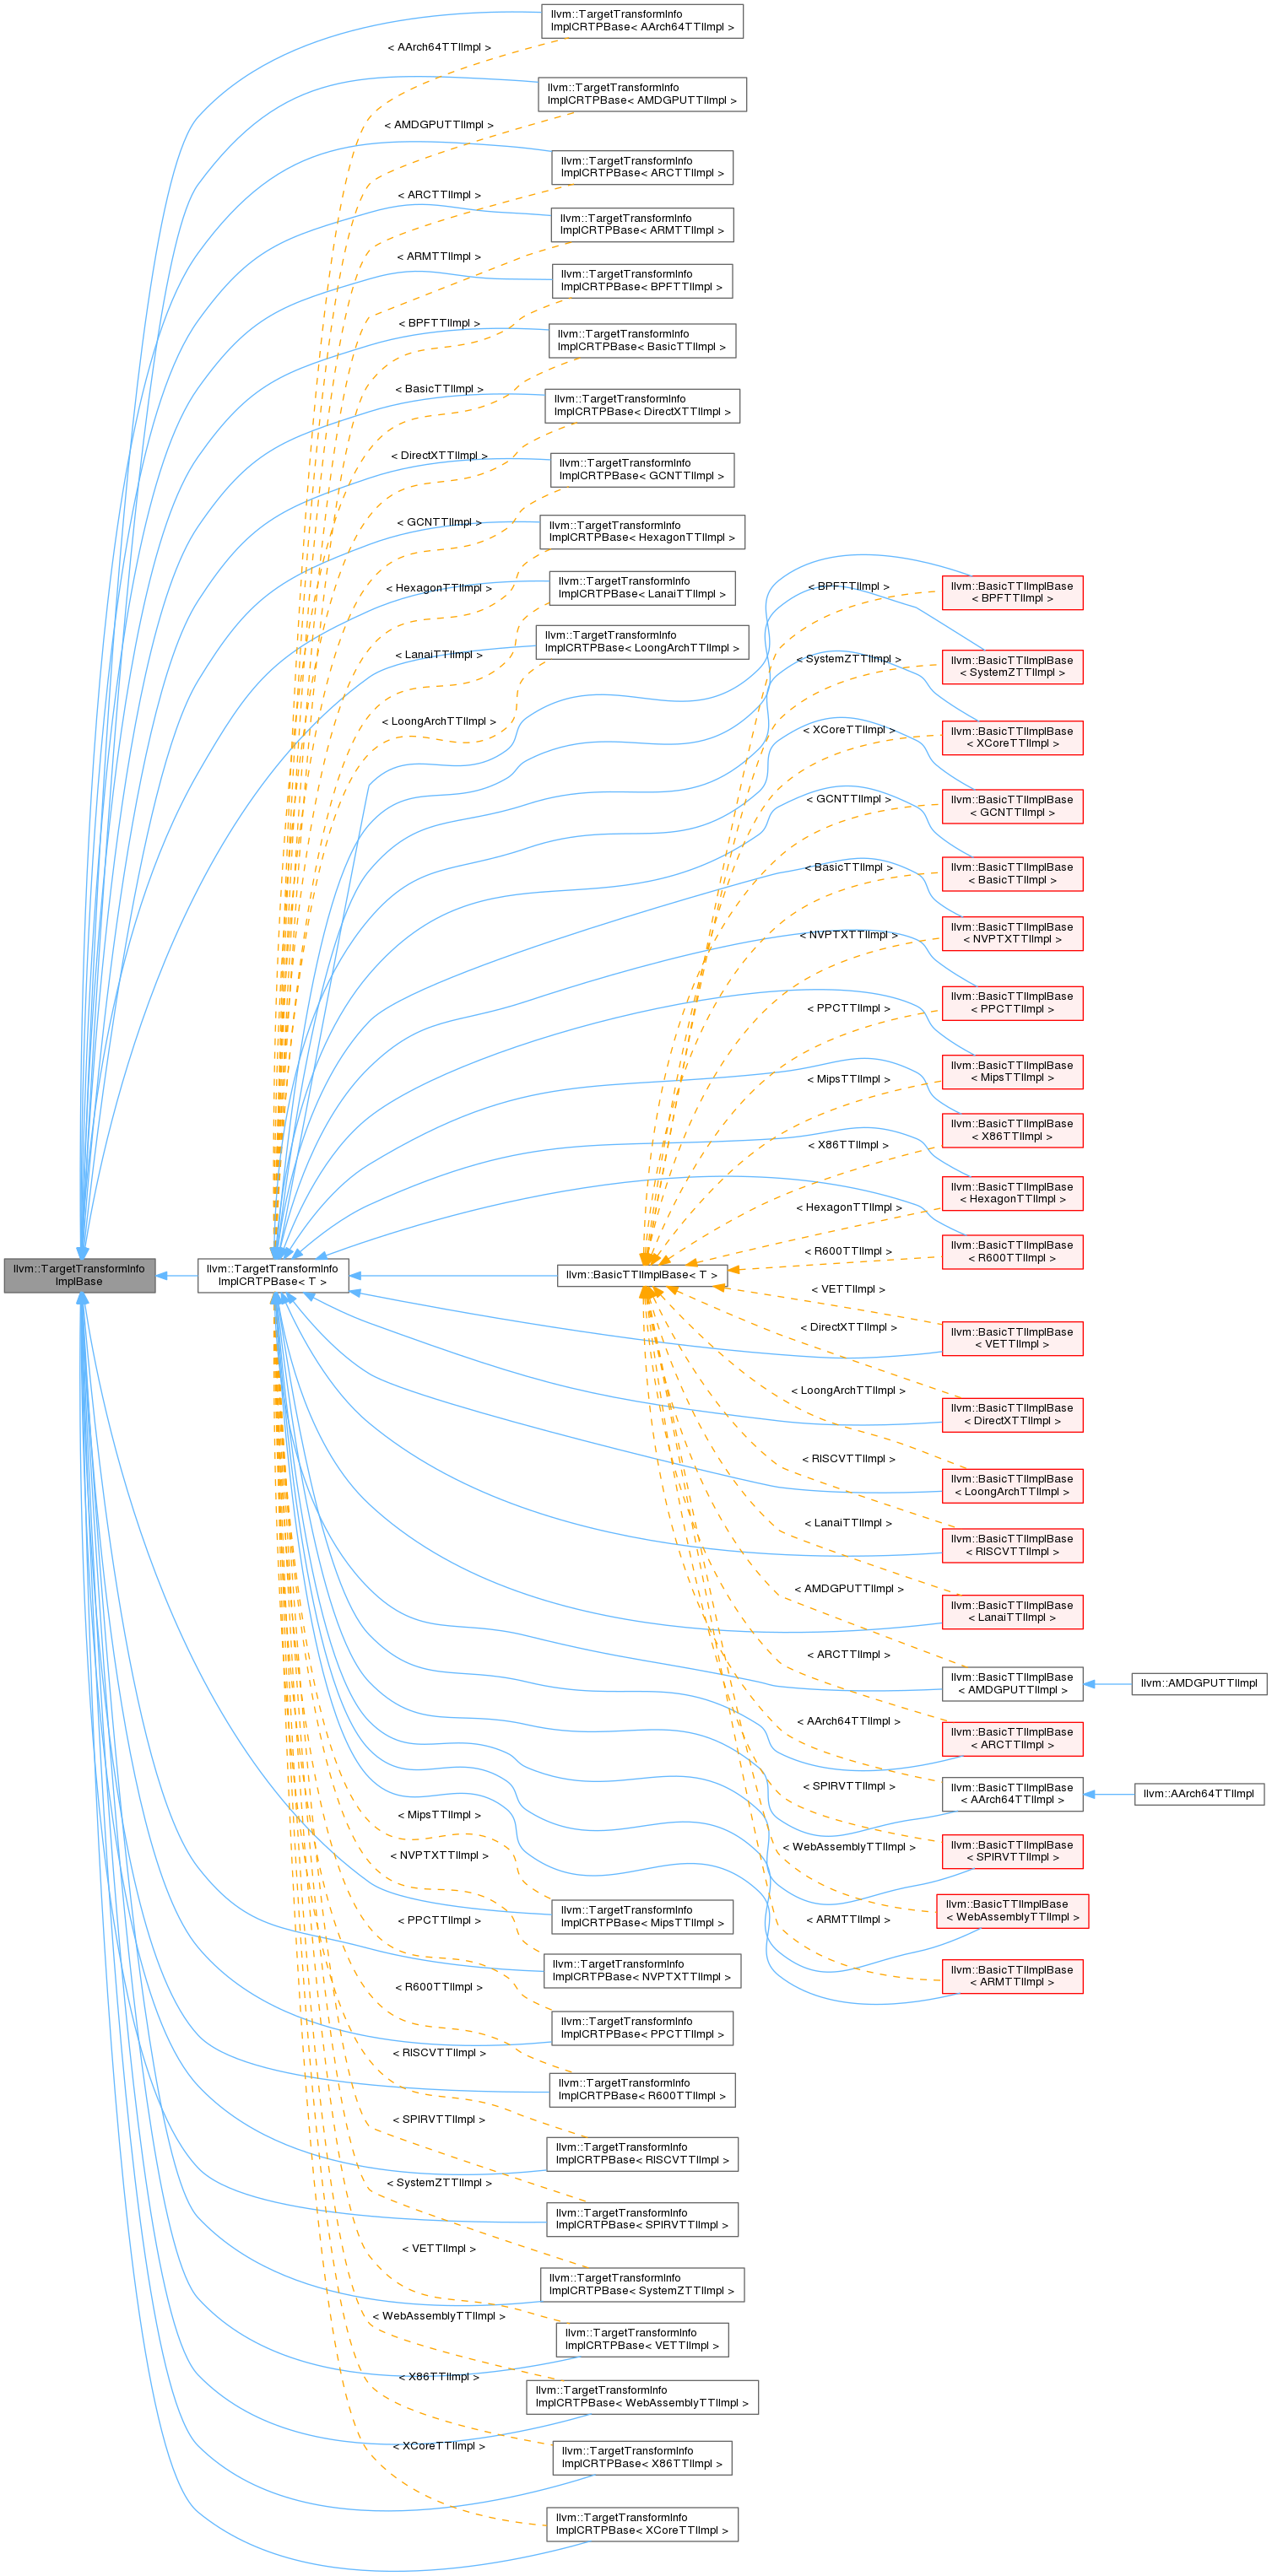 llvm::TargetTransformInfo
ImplBase
llvm::TargetTransformInfo
ImplCRTPBase< T >
llvm::TargetTransformInfo
ImplCRTPBase< AArch64TTIImpl >
< AArch64TTIImpl >
llvm::TargetTransformInfo
ImplCRTPBase< AMDGPUTTIImpl >
< AMDGPUTTIImpl >
llvm::TargetTransformInfo
ImplCRTPBase< ARCTTIImpl >
< ARCTTIImpl >
llvm::TargetTransformInfo
ImplCRTPBase< ARMTTIImpl >
< ARMTTIImpl >
llvm::TargetTransformInfo
ImplCRTPBase< BPFTTIImpl >
< BPFTTIImpl >
llvm::TargetTransformInfo
ImplCRTPBase< BasicTTIImpl >
< BasicTTIImpl >
llvm::TargetTransformInfo
ImplCRTPBase< DirectXTTIImpl >
< DirectXTTIImpl >
llvm::TargetTransformInfo
ImplCRTPBase< GCNTTIImpl >
< GCNTTIImpl >
llvm::TargetTransformInfo
ImplCRTPBase< HexagonTTIImpl >
< HexagonTTIImpl >
llvm::TargetTransformInfo
ImplCRTPBase< LanaiTTIImpl >
< LanaiTTIImpl >
llvm::TargetTransformInfo
ImplCRTPBase< LoongArchTTIImpl >
< LoongArchTTIImpl >
llvm::BasicTTIImplBase< T >
< BPFTTIImpl >
llvm::BasicTTIImplBase
< BPFTTIImpl >
< SystemZTTIImpl >
llvm::BasicTTIImplBase
< SystemZTTIImpl >
< XCoreTTIImpl >
llvm::BasicTTIImplBase
< XCoreTTIImpl >
< GCNTTIImpl >
llvm::BasicTTIImplBase
< GCNTTIImpl >
< BasicTTIImpl >
llvm::BasicTTIImplBase
< BasicTTIImpl >
< NVPTXTTIImpl >
llvm::BasicTTIImplBase
< NVPTXTTIImpl >
< PPCTTIImpl >
llvm::BasicTTIImplBase
< PPCTTIImpl >
< MipsTTIImpl >
llvm::BasicTTIImplBase
< MipsTTIImpl >
< X86TTIImpl >
llvm::BasicTTIImplBase
< X86TTIImpl >
< HexagonTTIImpl >
llvm::BasicTTIImplBase
< HexagonTTIImpl >
< R600TTIImpl >
llvm::BasicTTIImplBase
< R600TTIImpl >
< VETTIImpl >
llvm::BasicTTIImplBase
< VETTIImpl >
< DirectXTTIImpl >
llvm::BasicTTIImplBase
< DirectXTTIImpl >
< LoongArchTTIImpl >
llvm::BasicTTIImplBase
< LoongArchTTIImpl >
< RISCVTTIImpl >
llvm::BasicTTIImplBase
< RISCVTTIImpl >
< LanaiTTIImpl >
llvm::BasicTTIImplBase
< LanaiTTIImpl >
< AMDGPUTTIImpl >
llvm::BasicTTIImplBase
< AMDGPUTTIImpl >
llvm::AMDGPUTTIImpl
< ARCTTIImpl >
llvm::BasicTTIImplBase
< ARCTTIImpl >
< AArch64TTIImpl >
llvm::BasicTTIImplBase
< AArch64TTIImpl >
llvm::AArch64TTIImpl
< SPIRVTTIImpl >
llvm::BasicTTIImplBase
< SPIRVTTIImpl >
< WebAssemblyTTIImpl >
llvm::BasicTTIImplBase
< WebAssemblyTTIImpl >
< ARMTTIImpl >
llvm::BasicTTIImplBase
< ARMTTIImpl >
< MipsTTIImpl >
llvm::TargetTransformInfo
ImplCRTPBase< MipsTTIImpl >
< NVPTXTTIImpl >
llvm::TargetTransformInfo
ImplCRTPBase< NVPTXTTIImpl >
< PPCTTIImpl >
llvm::TargetTransformInfo
ImplCRTPBase< PPCTTIImpl >
< R600TTIImpl >
llvm::TargetTransformInfo
ImplCRTPBase< R600TTIImpl >
< RISCVTTIImpl >
llvm::TargetTransformInfo
ImplCRTPBase< RISCVTTIImpl >
< SPIRVTTIImpl >
llvm::TargetTransformInfo
ImplCRTPBase< SPIRVTTIImpl >
< SystemZTTIImpl >
llvm::TargetTransformInfo
ImplCRTPBase< SystemZTTIImpl >
< VETTIImpl >
llvm::TargetTransformInfo
ImplCRTPBase< VETTIImpl >
< WebAssemblyTTIImpl >
llvm::TargetTransformInfo
ImplCRTPBase< WebAssemblyTTIImpl >
< X86TTIImpl >
llvm::TargetTransformInfo
ImplCRTPBase< X86TTIImpl >
< XCoreTTIImpl >
llvm::TargetTransformInfo
ImplCRTPBase< XCoreTTIImpl >